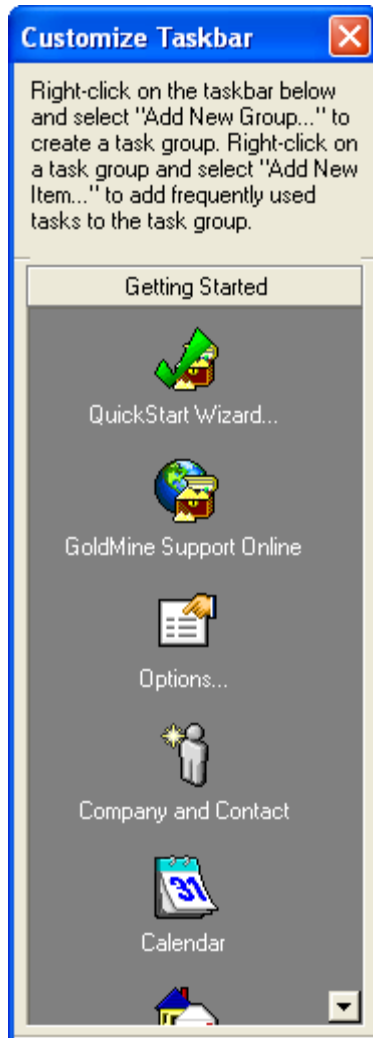 Customize Taskbar
Right-click on the taskbar below
and select "Add New Group..." to
create a task group. Right-click on
a task group and select "Add New
Item..." to add frequently used
tasks to the task group.
Getting Started
QuickStart Wizard...
GoldMine Support Online
Options...
Company and Contact
31
Calendar